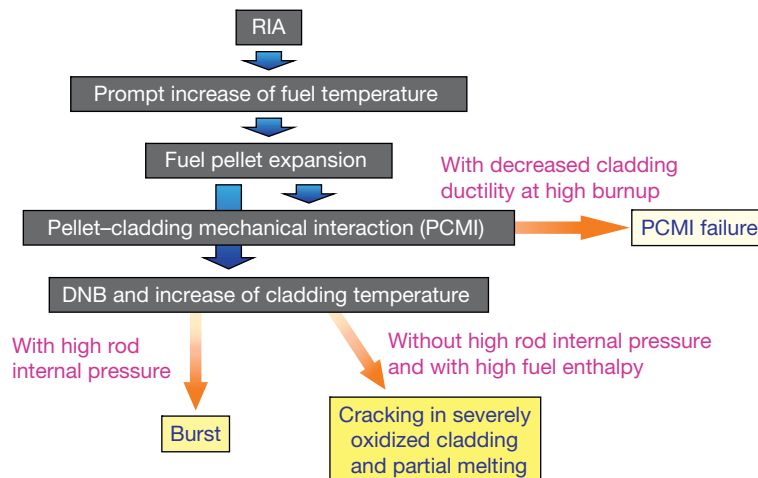 RIA
Prompt increase of fuel temperature
Fuel pellet expansion
With decreased cladding
ductility at high burnup
Pellet–cladding mechanical interaction (PCMI)
PCMI failure
DNB and increase of cladding temperature
With high rod
internal pressure
Without high rod internal pressure
and with high fuel enthalpy
Burst
Cracking in severely
oxidized cladding
and partial melting